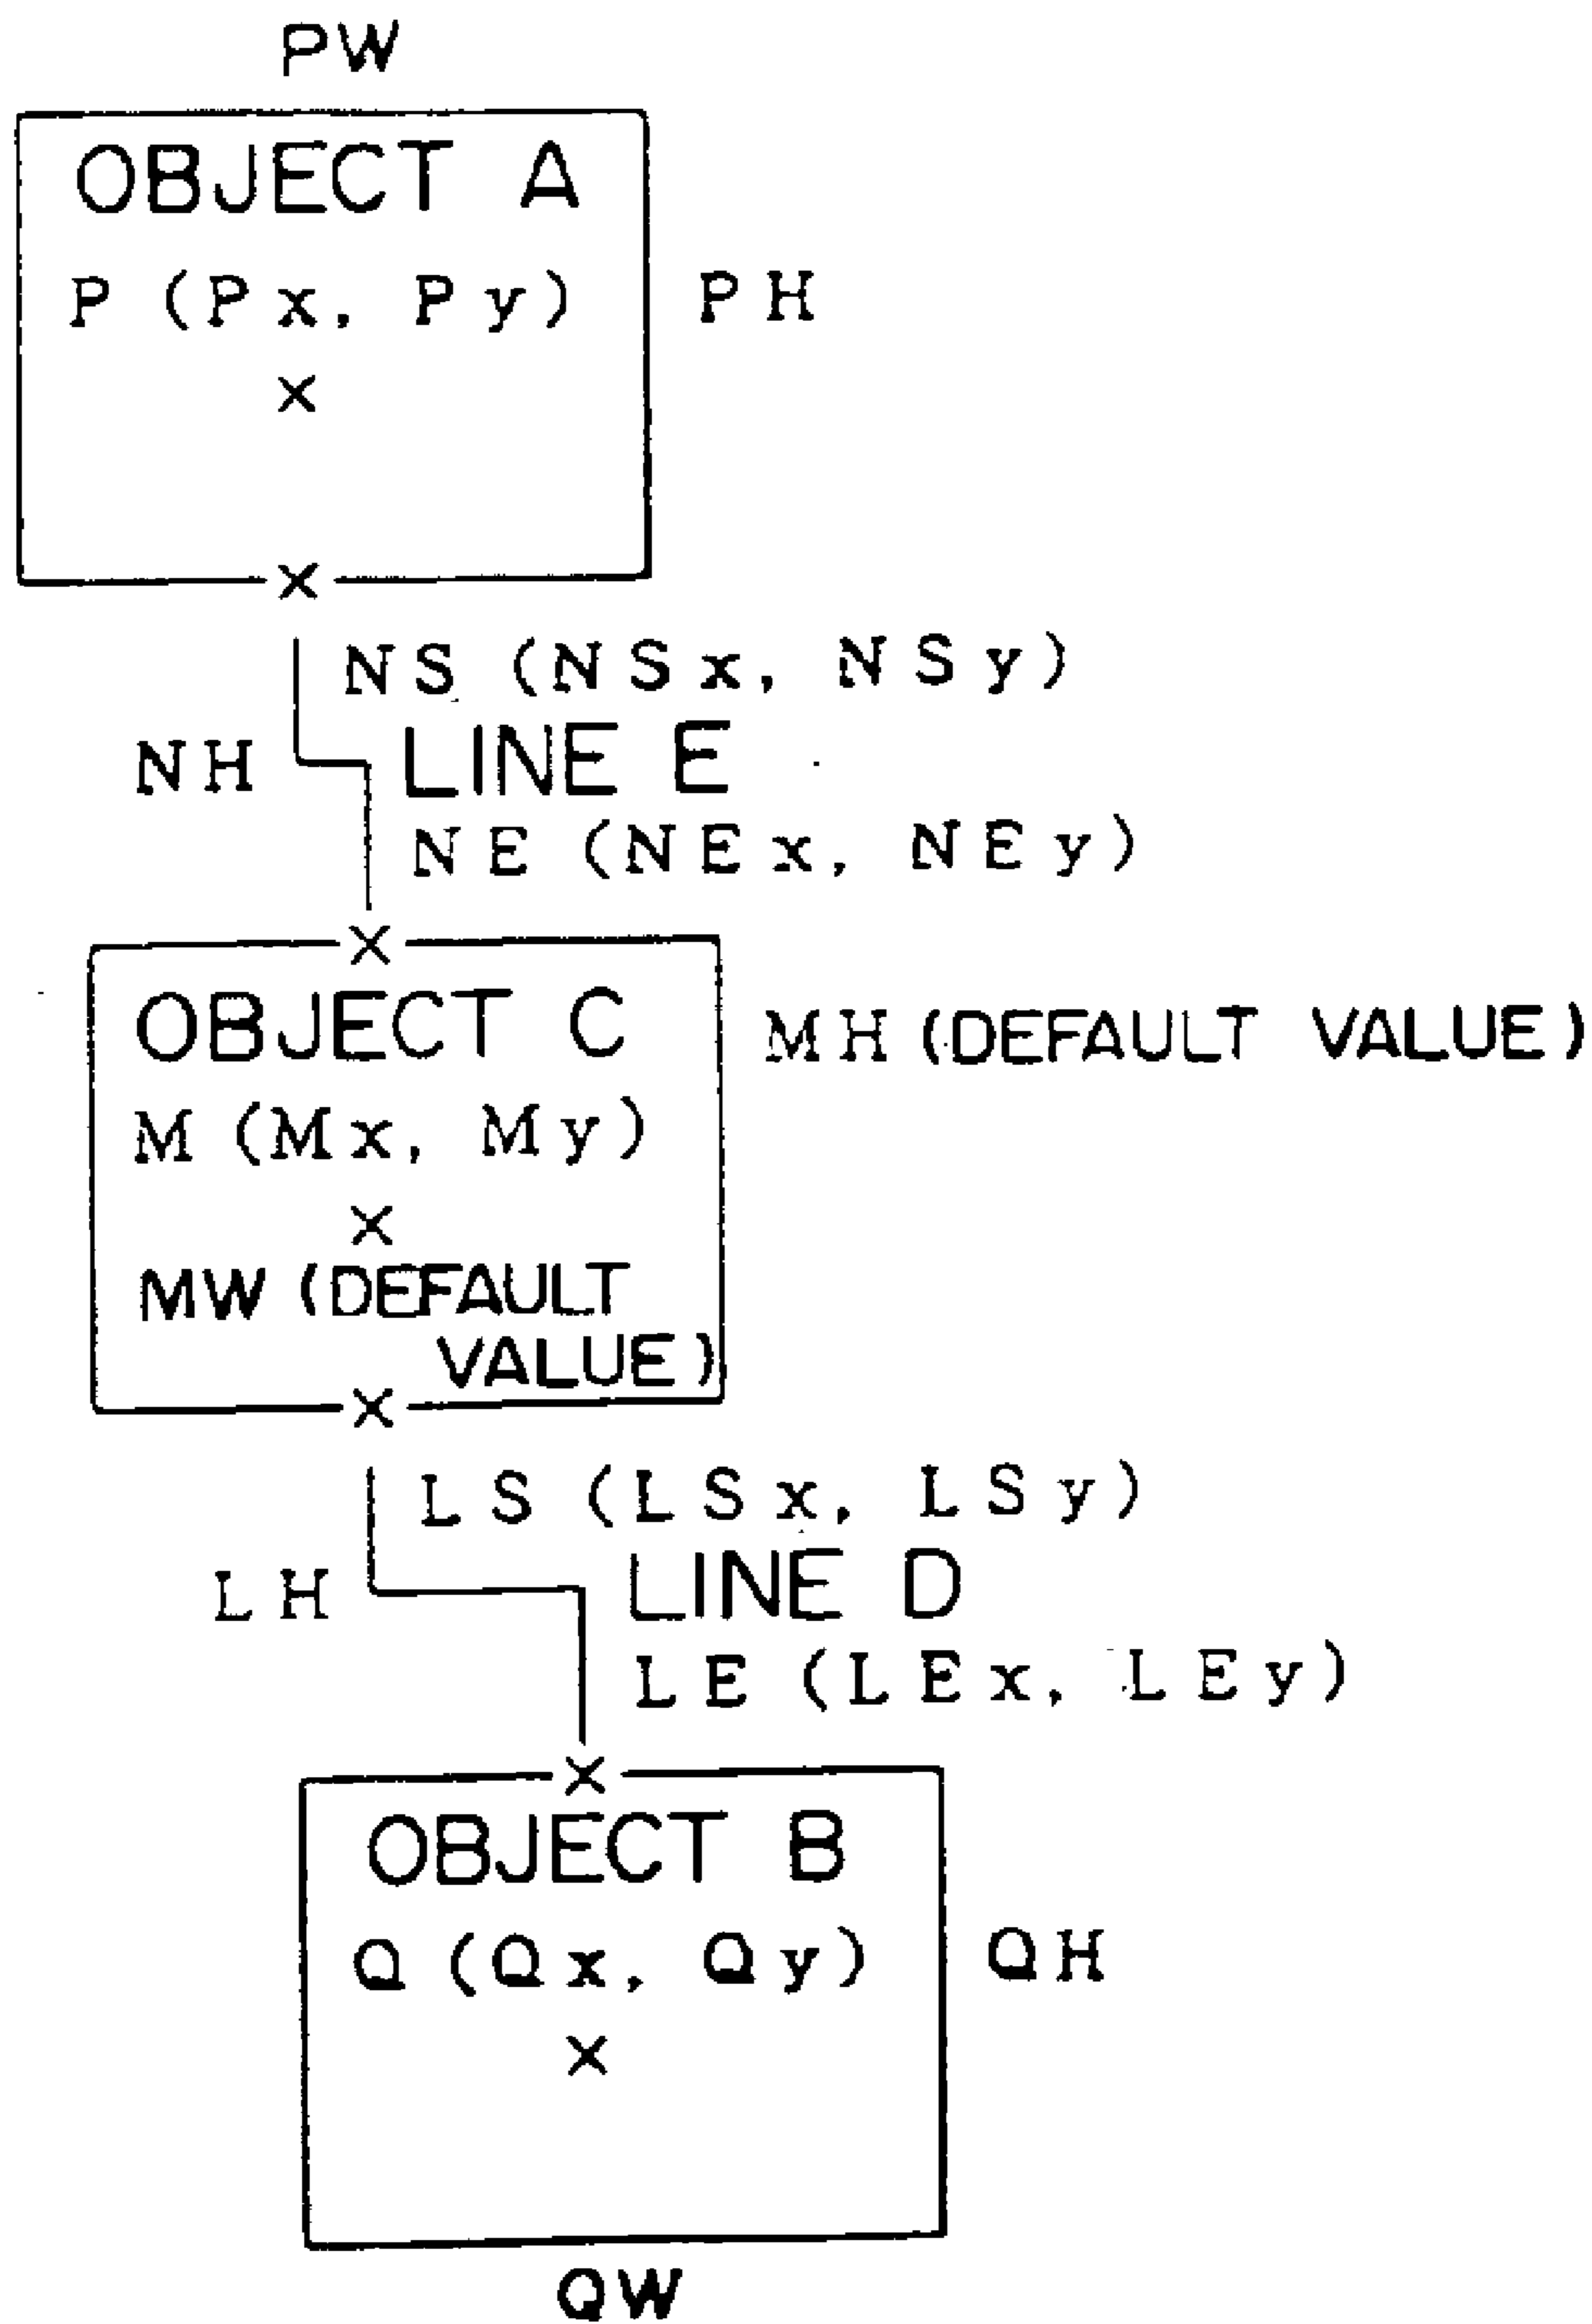 PW
OBJECT A
P (Px, Py) PH
NS (NSx, NSy)
NH LINE E
NE (NEx, NEy)
OBJECT C MH (DEFAULT VALUE)
M (Mx, My)
MW (DEFAULT
VALUE)
LS (LSx, LSy)
LH LINE D
LE (LEx, LEy)
OBJECT B
Q (Qx, Qy) QH
QW